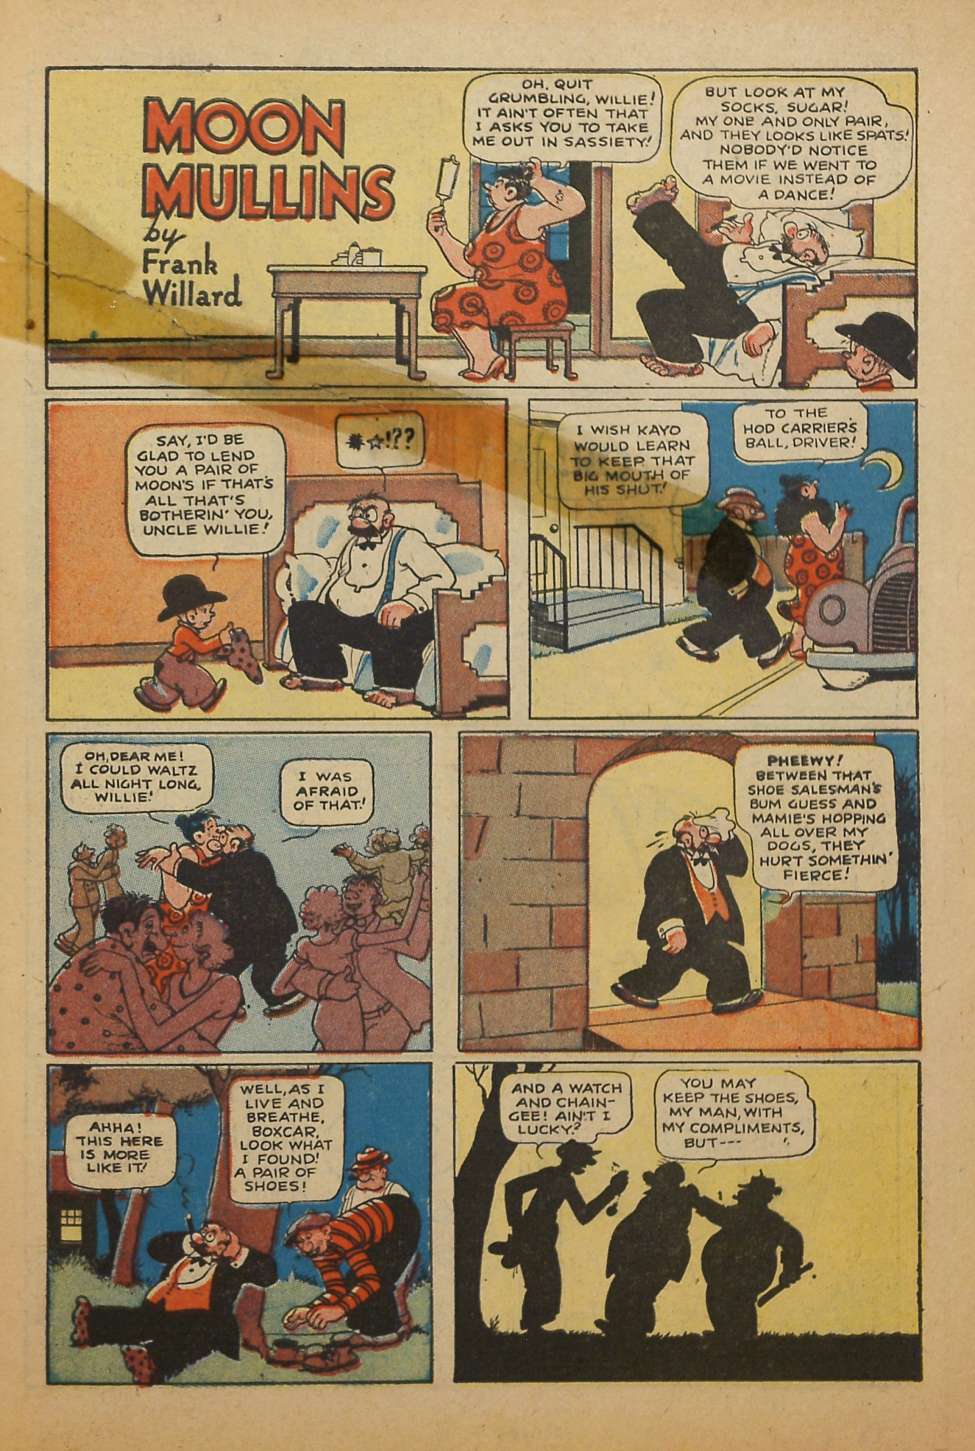 MOON
MULLINS
by
Frank
Willard
OH, QUIT
GRUMBLING, WILLIE!
IT AIN'T OFTEN THAT
I ASKS YOU TO TAKE
ME OUT IN SASSIETY!
BUT LOOK AT MY
SOCKS, SUGAR!
MY ONE AND ONLY PAIR,
AND THEY LOOKS LIKE SPATS!
NOBODY'D NOTICE
THEM IF WE WENT TO
A MOVIE INSTEAD OF
A DANCE!
SAY, I'D BE
GLAD TO LEND
YOU A PAIR OF
MOON'S IF THAT'S
ALL THAT'S
BOTHERIN' YOU,
UNCLE WILLIE!
✱☆!??
I WISH KAYO
WOULD LEARN
TO KEEP THAT
BIG MOUTH OF
HIS SHUT!
TO THE
HOD CARRIER'S
BALL, DRIVER!
OH, DEAR ME!
I COULD WALTZ
ALL NIGHT LONG,
WILLIE!
I WAS
AFRAID
OF THAT!
PHEEWY!
BETWEEN THAT
SHOE SALESMAN'S
BUM GUESS AND
MAMIE'S HOPPING
ALL OVER MY
DOGS, THEY
HURT SOMETHIN'
FIERCE!
AHHA!
THIS HERE
IS MORE
LIKE IT!
WELL, AS I
LIVE AND
BREATHE,
BOXCAR,
LOOK WHAT
I FOUND!
A PAIR OF
SHOES!
AND A WATCH
AND CHAIN-
GEE! AIN'T I
LUCKY?
YOU MAY
KEEP THE SHOES,
MY MAN, WITH
MY COMPLIMENTS,
BUT---